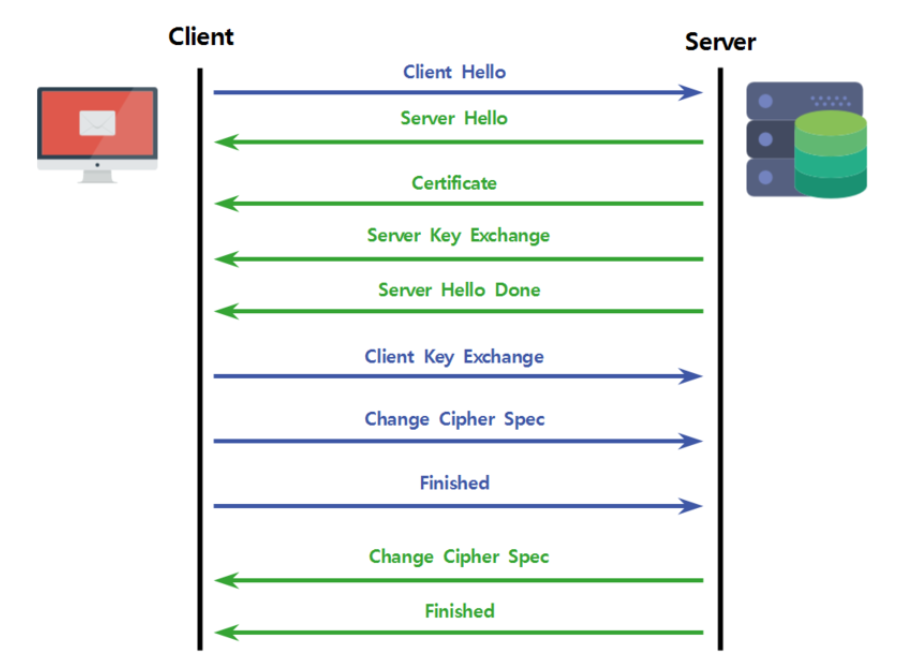 Client
Server
Client Hello
Server Hello
Certificate
Server Key Exchange
Server Hello Done
Client Key Exchange
Change Cipher Spec
Finished
Change Cipher Spec
Finished